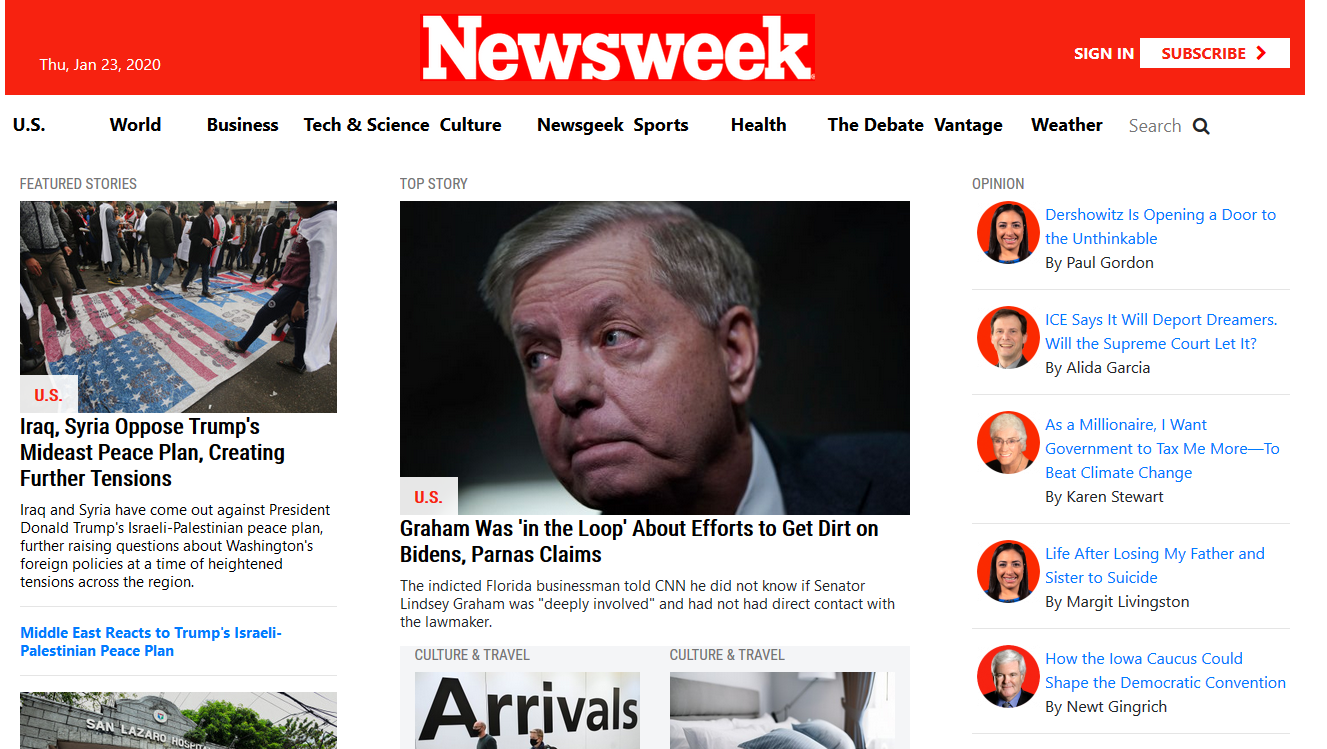 Thu, Jan 23, 2020
Newsweek
SIGN IN
SUBSCRIBE
U.S. World Business Tech & Science Culture Newsgeek Sports Health The Debate Vantage Weather Search
FEATURED STORIES
U.S.
Iraq, Syria Oppose Trump's
Mideast Peace Plan, Creating
Further Tensions
Iraq and Syria have come out against President
Donald Trump's Israeli-Palestinian peace plan,
further raising questions about Washington's
foreign policies at a time of heightened
tensions across the region.
Middle East Reacts to Trump's Israeli-
Palestinian Peace Plan
SAN LAZARO HOSPITAL
TOP STORY
U.S.
Graham Was 'in the Loop' About Efforts to Get Dirt on
Bidens, Parnas Claims
The indicted Florida businessman told CNN he did not know if Senator
Lindsey Graham was "deeply involved" and had not had direct contact with
the lawmaker.
CULTURE & TRAVEL
Arrivals
CULTURE & TRAVEL
OPINION
Dershowitz Is Opening a Door to
the Unthinkable
By Paul Gordon
ICE Says It Will Deport Dreamers.
Will the Supreme Court Let It?
By Alida Garcia
As a Millionaire, I Want
Government to Tax Me More—To
Beat Climate Change
By Karen Stewart
Life After Losing My Father and
Sister to Suicide
By Margit Livingston
How the Iowa Caucus Could
Shape the Democratic Convention
By Newt Gingrich